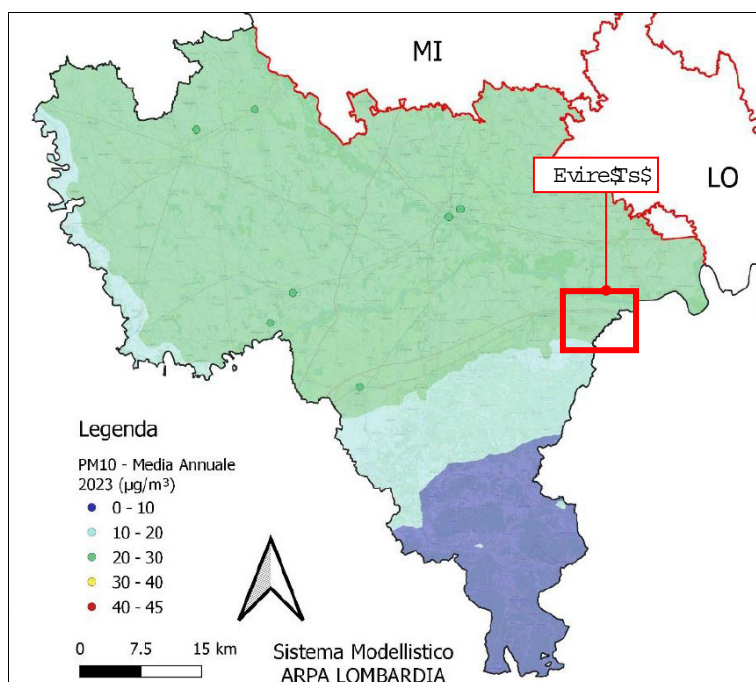 MI
Evire$Ts$
LO
Legenda
PM10 - Media Annuale
2023 (µg/m³)
0 - 10
10 - 20
20 - 30
30 - 40
40 - 45
0 7.5 15 km
Sistema Modellistico
ARPA LOMBARDIA